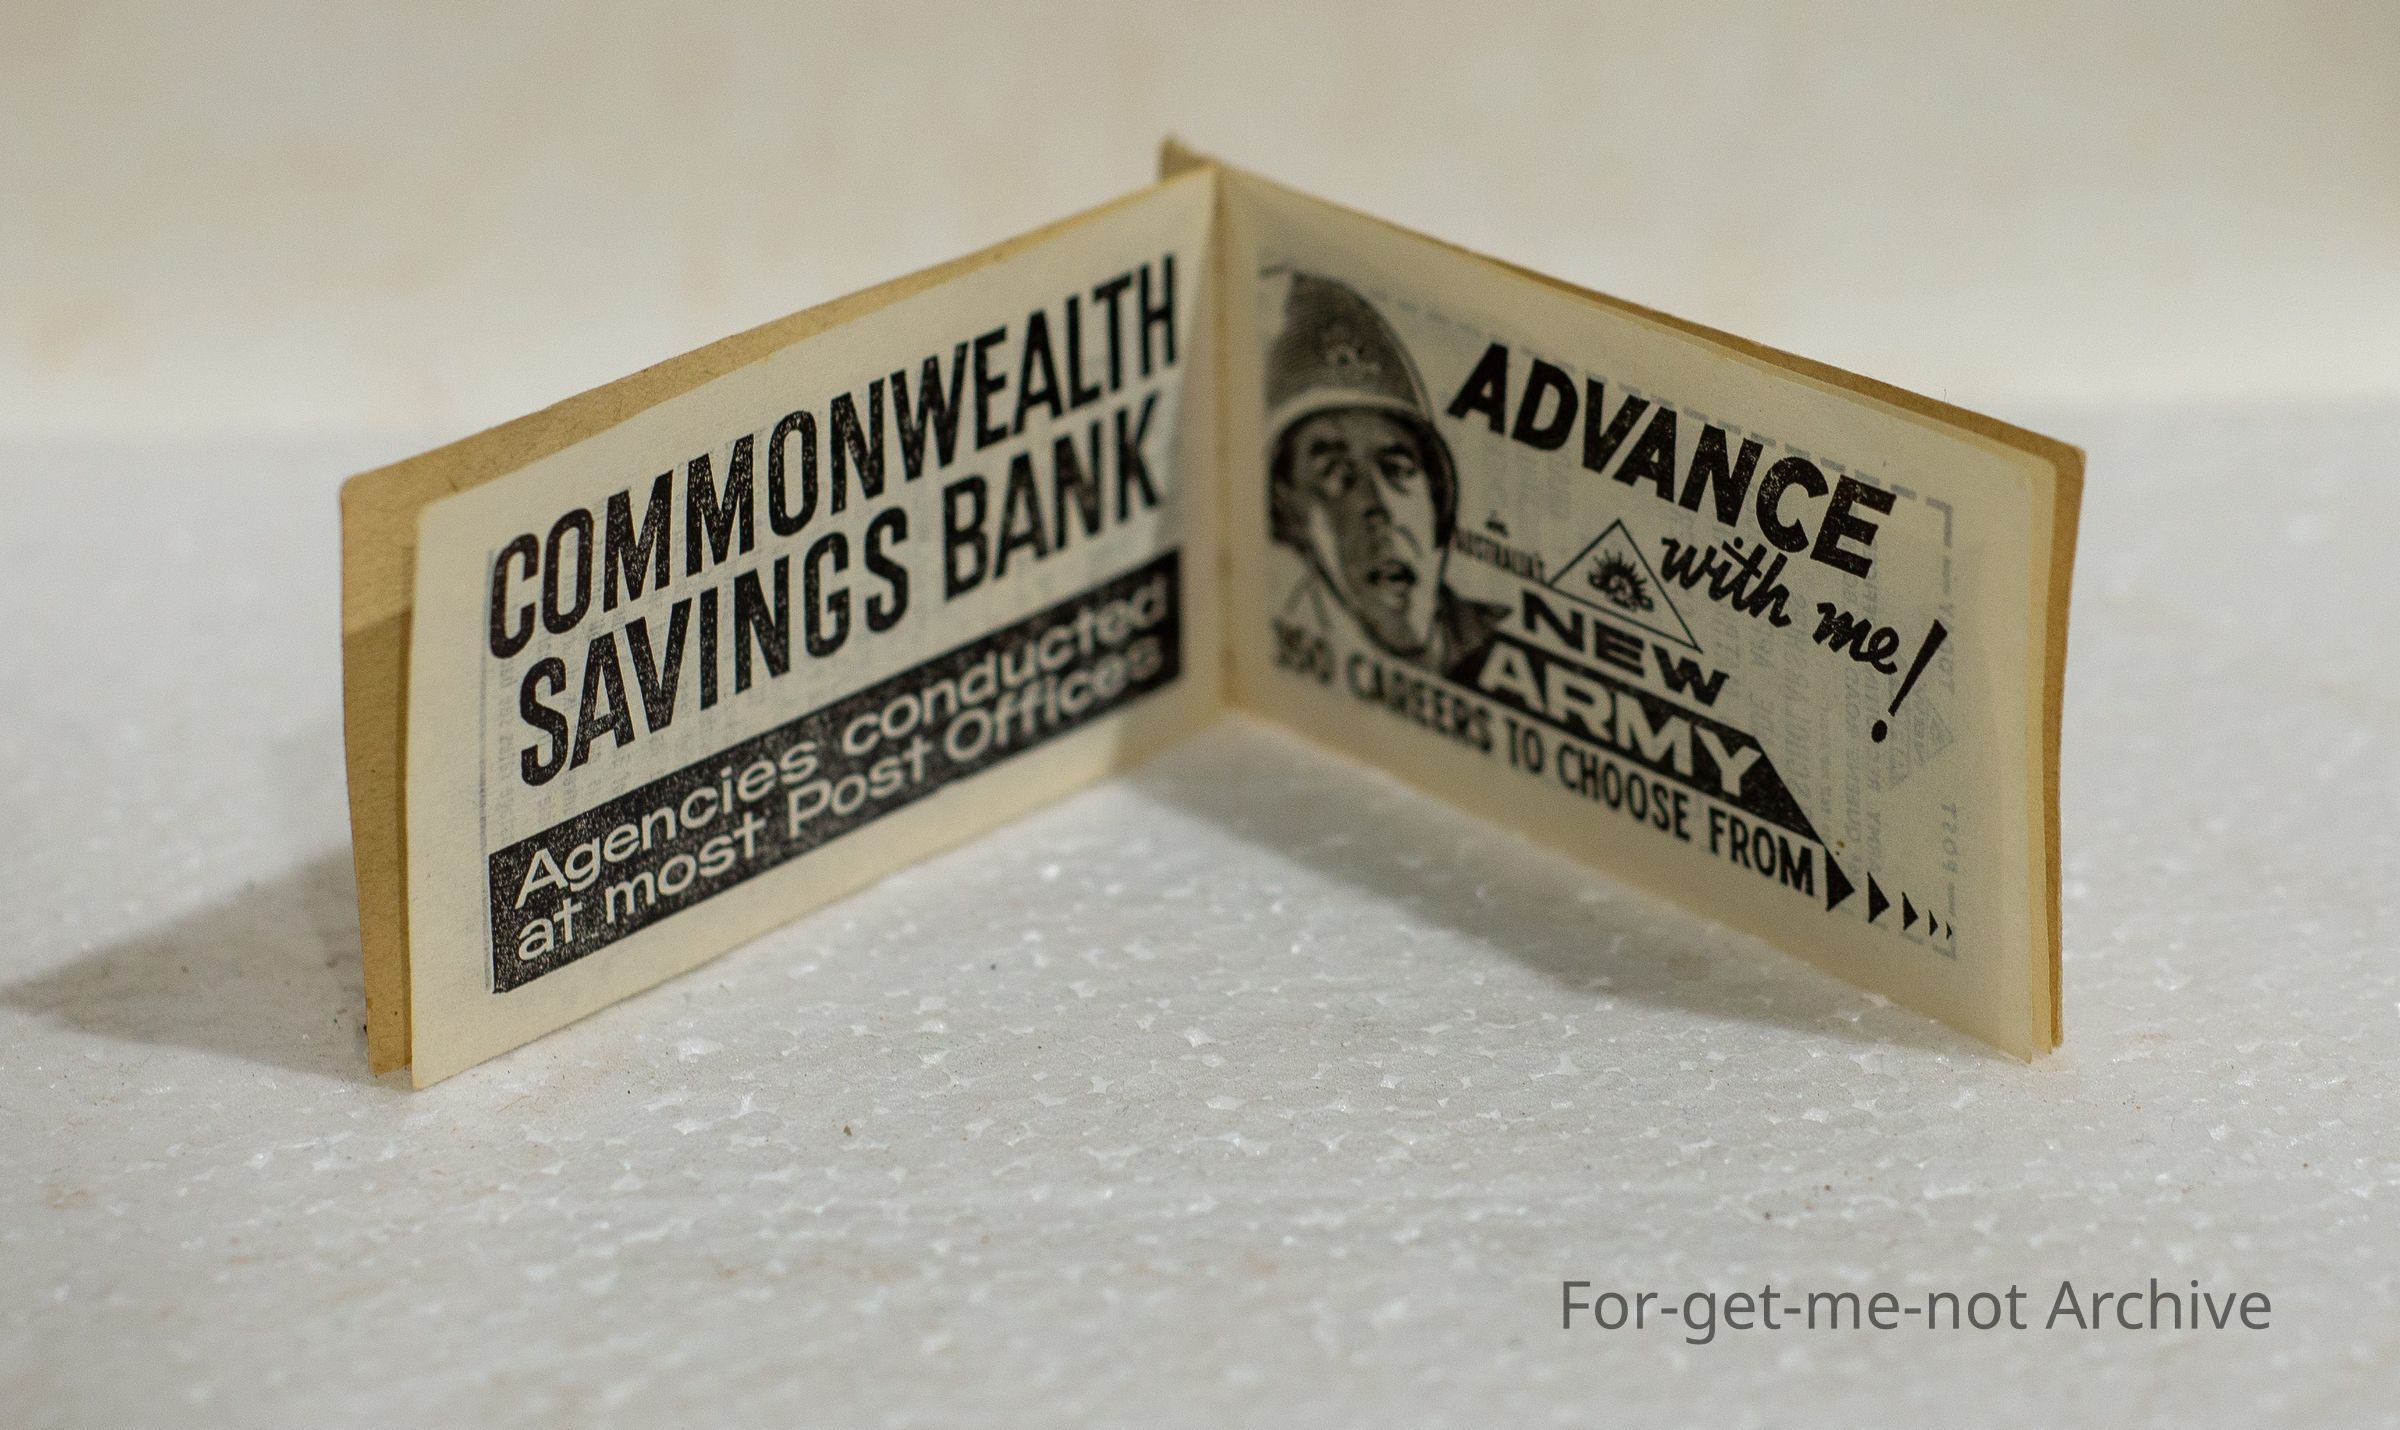 COMMONWEALTH
SAVINGS BANK
Agencies conducted
at most Post Offices
ADVANCE
with me!
in
AUSTRALIA'S
NEW
ARMY
CAREERS TO CHOOSE FROM
For-get-me-not Archive